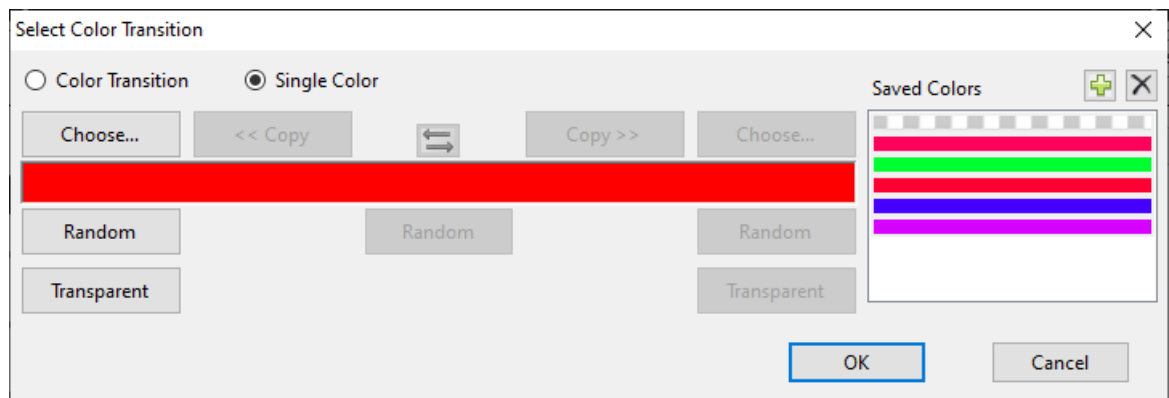 Select Color Transition
Color Transition Single Color
Saved Colors
Choose... << Copy Copy >> Choose...
Random Random Random
Transparent Transparent
OK Cancel